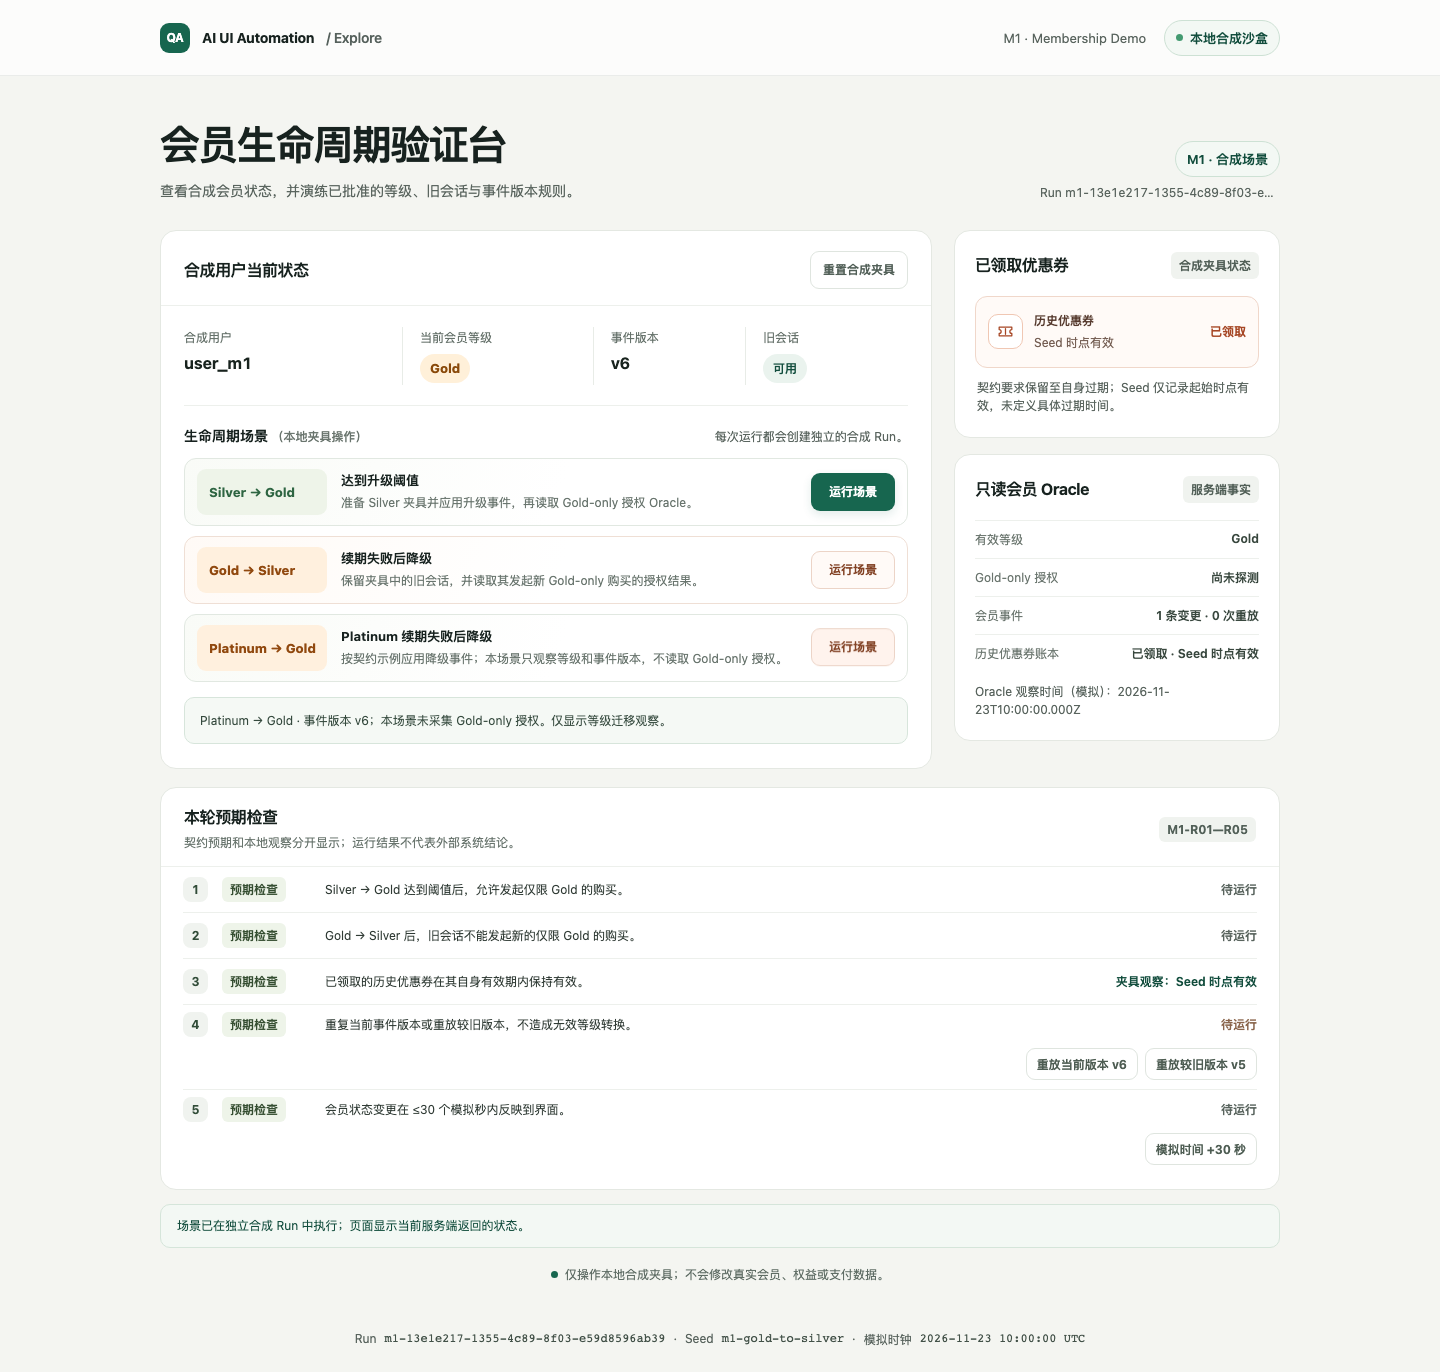 QA AI UI Automation / Explore
M1 · Membership Demo
本地合成沙盒
会员生命周期验证台
查看合成会员状态，并演练已批准的等级、旧会话与事件版本规则。
M1 · 合成场景
Run m1-13e1e217-1355-4c89-8f03-e...
合成用户当前状态
重置合成夹具
合成用户
user_m1
当前会员等级
Gold
事件版本
v6
旧会话
可用
生命周期场景（本地夹具操作）
每次运行都会创建独立的合成 Run。
Silver → Gold
达到升级阈值
准备 Silver 夹具并应用升级事件，再读取 Gold-only 授权 Oracle。
运行场景
Gold → Silver
续期失败后降级
保留夹具中的旧会话，并读取其发起新 Gold-only 购买的授权结果。
运行场景
Platinum → Gold
Platinum 续期失败后降级
按契约示例应用降级事件；本场景只观察等级和事件版本，不读取 Gold-only 授权。
运行场景
Platinum → Gold · 事件版本 v6；本场景未采集 Gold-only 授权。仅显示等级迁移观察。
已领取优惠券
合成夹具状态
历史优惠券
Seed 时点有效
已领取
契约要求保留至自身过期；Seed 仅记录起始时点有
效，未定义具体过期时间。
只读会员 Oracle
服务端事实
有效等级
Gold
Gold-only 授权
尚未探测
会员事件
1 条变更 · 0 次重放
历史优惠券账本
已领取 · Seed 时点有效
Oracle 观察时间（模拟）：2026-11-
23T10:00:00.000Z
本轮预期检查
契约预期和本地观察分开显示；运行结果不代表外部系统结论。
M1-R01—R05
1 预期检查 Silver → Gold 达到阈值后，允许发起仅限 Gold 的购买。 待运行
2 预期检查 Gold → Silver 后，旧会话不能发起新的仅限 Gold 的购买。 待运行
3 预期检查 已领取的历史优惠券在其自身有效期内保持有效。 夹具观察：Seed 时点有效
4 预期检查 重复当前事件版本或重放较旧版本，不造成无效等级转换。 待运行
重放当前版本 v6 重放较旧版本 v5
5 预期检查 会员状态变更在 ≤30 个模拟秒内反映到界面。 待运行
模拟时间 +30 秒
场景已在独立合成 Run 中执行；页面显示当前服务端返回的状态。
仅操作本地合成夹具；不会修改真实会员、权益或支付数据。
Run m1-13e1e217-1355-4c89-8f03-e59d8596ab39 · Seed m1-gold-to-silver · 模拟时钟 2026-11-23 10:00:00 UTC